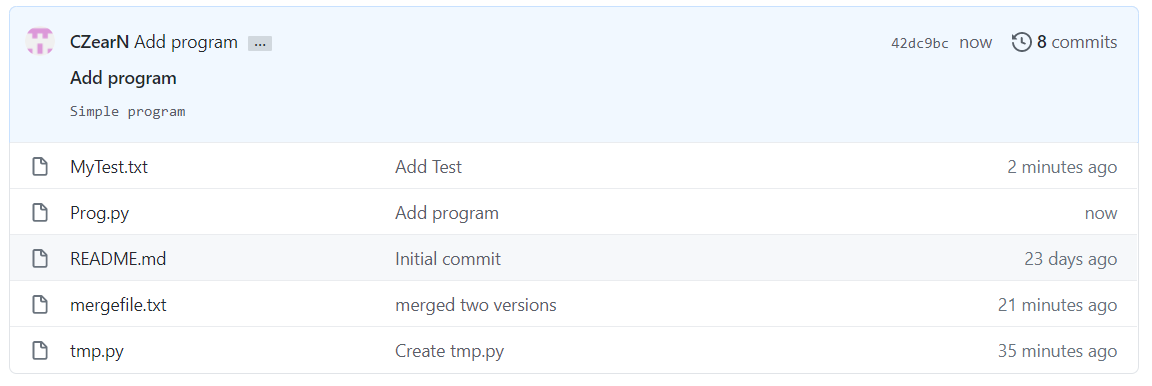 CZearN Add program ... 42dc9bc now 8 commits
Add program
Simple program
MyTest.txt Add Test 2 minutes ago
Prog.py Add program now
README.md Initial commit 23 days ago
mergefile.txt merged two versions 21 minutes ago
tmp.py Create tmp.py 35 minutes ago